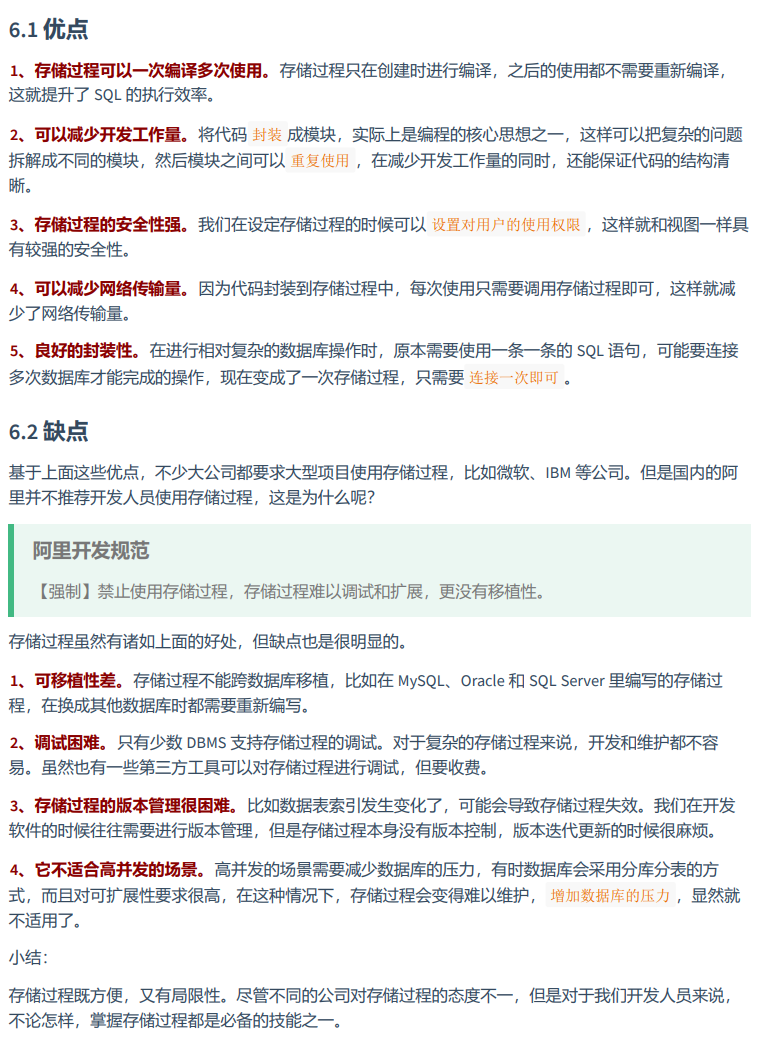 6.1 优点
1、存储过程可以一次编译多次使用。存储过程只在创建时进行编译，之后的使用都不需要重新编译，
这就提升了 SQL 的执行效率。
2、可以减少开发工作量。将代码 封装 成模块，实际上是编程的核心思想之一，这样可以把复杂的问题
拆解成不同的模块，然后模块之间可以 重复使用 ，在减少开发工作量的同时，还能保证代码的结构清
晰。
3、存储过程的安全性强。我们在设定存储过程的时候可以 设置对用户的使用权限 ，这样就和视图一样具
有较强的安全性。
4、可以减少网络传输量。因为代码封装到存储过程中，每次使用只需要调用存储过程即可，这样就减
少了网络传输量。
5、良好的封装性。在进行相对复杂的数据库操作时，原本需要使用一条一条的 SQL 语句，可能要连接
多次数据库才能完成的操作，现在变成了一次存储过程，只需要 连接一次即可 。
6.2 缺点
基于上面这些优点，不少大公司都要求大型项目使用存储过程，比如微软、IBM 等公司。但是国内的阿
里并不推荐开发人员使用存储过程，这是为什么呢？
阿里开发规范
【强制】禁止使用存储过程，存储过程难以调试和扩展，更没有移植性。
存储过程虽然有诸如上面的好处，但缺点也是很明显的。
1、可移植性差。存储过程不能跨数据库移植，比如在 MySQL、Oracle 和 SQL Server 里编写的存储过
程，在换成其他数据库时都需要重新编写。
2、调试困难。只有少数 DBMS 支持存储过程的调试。对于复杂的存储过程来说，开发和维护都不容
易。虽然也有一些第三方工具可以对存储过程进行调试，但要收费。
3、存储过程的版本管理很困难。比如数据表索引发生变化了，可能会导致存储过程失效。我们在开发
软件的时候往往需要进行版本管理，但是存储过程本身没有版本控制，版本迭代更新的时候很麻烦。
4、它不适合高并发的场景。高并发的场景需要减少数据库的压力，有时数据库会采用分库分表的方
式，而且对可扩展性要求很高，在这种情况下，存储过程会变得难以维护， 增加数据库的压力 ，显然就
不适用了。
小结：
存储过程既方便，又有局限性。尽管不同的公司对存储过程的态度不一，但是对于我们开发人员来说，
不论怎样，掌握存储过程都是必备的技能之一。